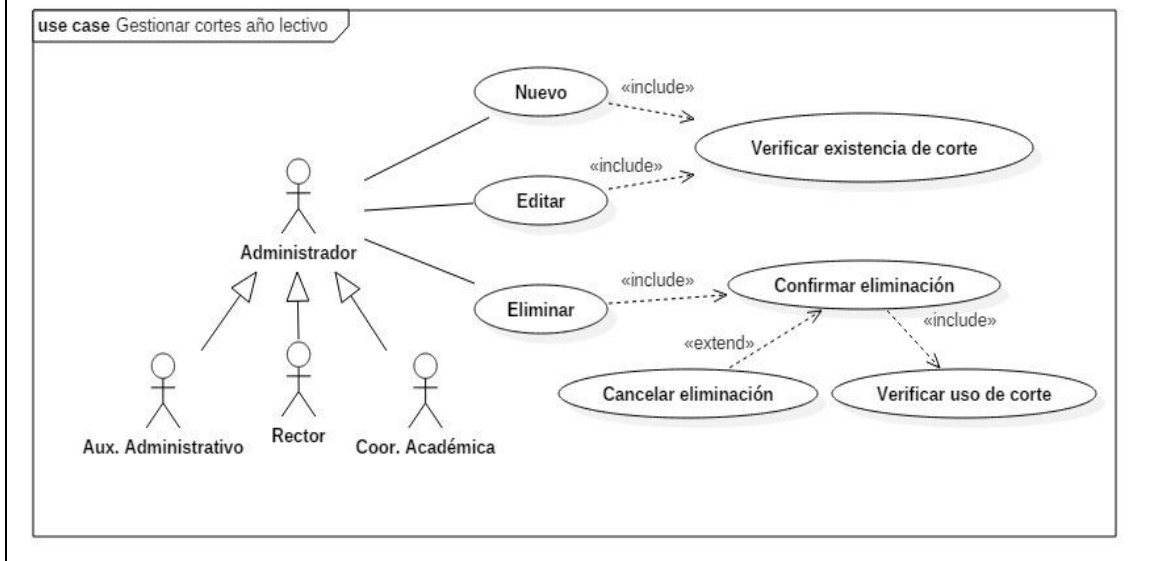 use case Gestionar cortes año lectivo
Nuevo
«include»
Verificar existencia de corte
«include»
Editar
Administrador
«include»
Confirmar eliminación
Eliminar
«include»
«extend»
Cancelar eliminación
Verificar uso de corte
Aux. Administrativo
Rector
Coor. Académica